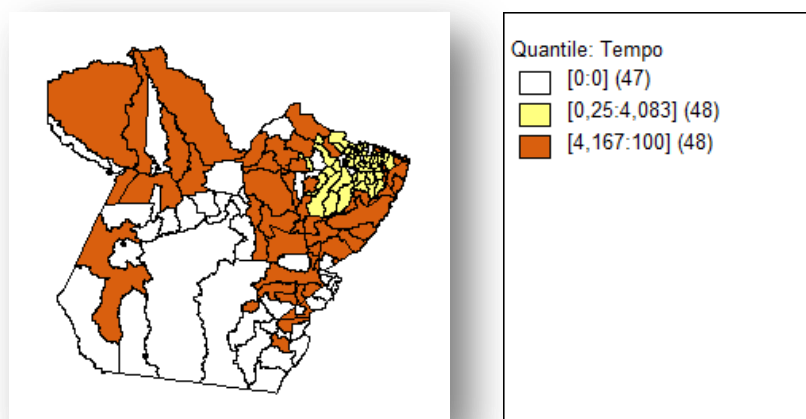 Quantile: Tempo
[0:0] (47)
[0,25:4,083] (48)
[4,167:100] (48)